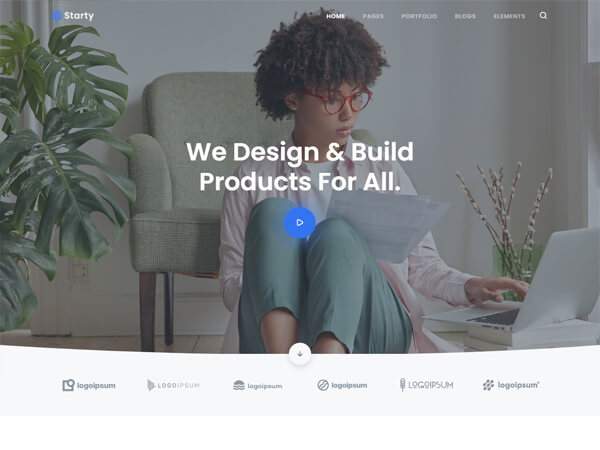 Starty
HOME
PAGES
PORTFOLIO
BLOGS
ELEMENTS
We Design & Build
Products For All.
logoipsum
LOGOIPSUM
logoipsum.
logoipsum
LOGOIPSUM
logoipsum